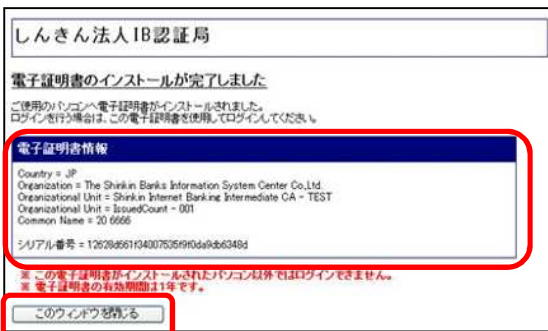 しんきん法人IB認証局
電子証明書のインストールが完了しました
ご使用のパソコンへ電子証明書がインストールされました。
ログインを行う場合は、この電子証明書を使用してログインしてください。
電子証明書情報
Country = JP
Organization = The Shinkin Banks Information System Center Co.,Ltd.
Organizational Unit = Shinkin Internet Banking Intermediate CA - TEST
Organizational Unit = IssuedCount - 001
Common Name = 20 6666
シリアル番号 =
※ この電子証明書がインストールされたパソコン以外ではログインできません。
※ 電子証明書の有効期間は1年です。
このウィンドウを閉じる